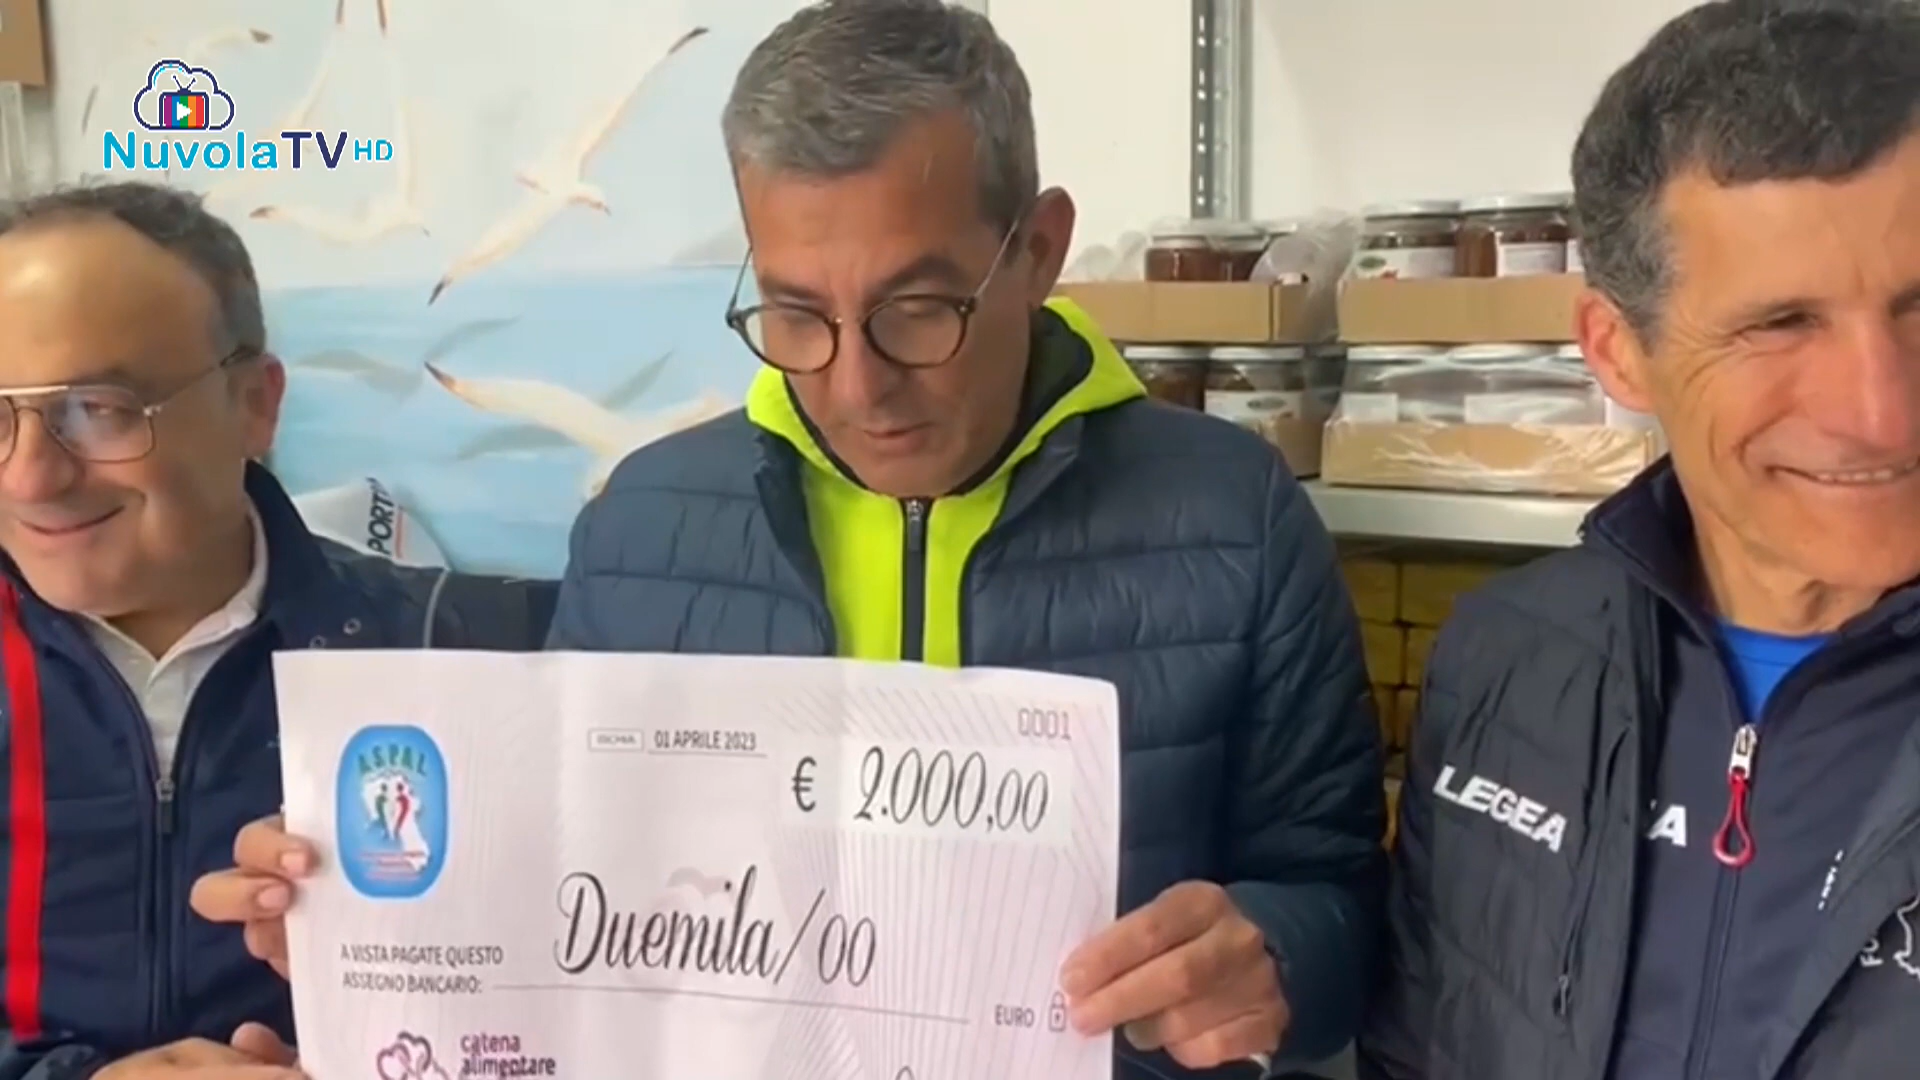 NuvolaTV HD
PORT
0001
ISCHIA 01 APRILE 2023
€ 2.000,00
ASPAL
Duemila/00
A VISTA PAGATE QUESTO
ASSEGNO BANCARIO:
EURO
catena
alimentare
LEGEA
A